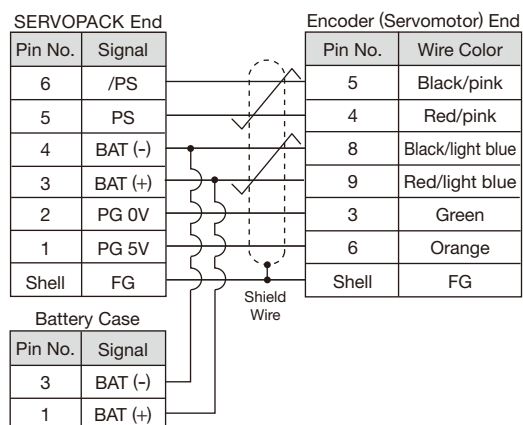 SERVOPACK End
Pin No. Signal
6 /PS
5 PS
4 BAT (-)
3 BAT (+)
2 PG 0V
1 PG 5V
Shell FG
Encoder (Servomotor) End
Pin No. Wire Color
5 Black/pink
4 Red/pink
8 Black/light blue
9 Red/light blue
3 Green
6 Orange
Shell FG
Shield
Wire
Battery Case
Pin No. Signal
3 BAT (-)
1 BAT (+)